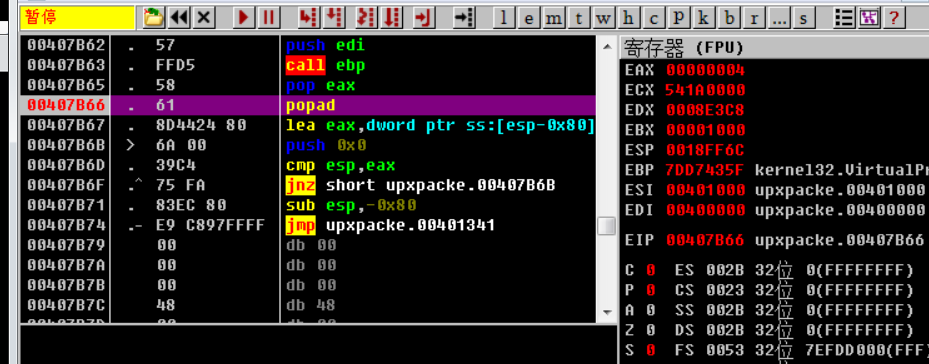 暂停 l e m t w h c p k b r ... s ?
00407B62 . 57 push edi
00407B63 . FFD5 call ebp
00407B65 . 58 pop eax
00407B66 . 61 popad
00407B67 . 8D4424 80 lea eax,dword ptr ss:[esp-0x80]
00407B6B > 6A 00 push 0x0
00407B6D . 39C4 cmp esp,eax
00407B6F .^ 75 FA jnz short upxpacke.00407B6B
00407B71 . 83EC 80 sub esp,-0x80
00407B74 .- E9 C897FFFF jmp upxpacke.00401341
00407B79 00 db 00
00407B7A 00 db 00
00407B7B 00 db 00
00407B7C 48 db 48
寄存器 (FPU)
EAX 00000004
ECX 541A0000
EDX 0008E3C8
EBX 00001000
ESP 0018FF6C
EBP 7DD7435F kernel32.VirtualPr
ESI 00401000 upxpacke.00401000
EDI 00400000 upxpacke.00400000
EIP 00407B66 upxpacke.00407B66
C 0 ES 002B 32位 0(FFFFFFFF)
P 0 CS 0023 32位 0(FFFFFFFF)
A 0 SS 002B 32位 0(FFFFFFFF)
Z 0 DS 002B 32位 0(FFFFFFFF)
S 0 FS 0053 32位 7EFDD000(FFF)